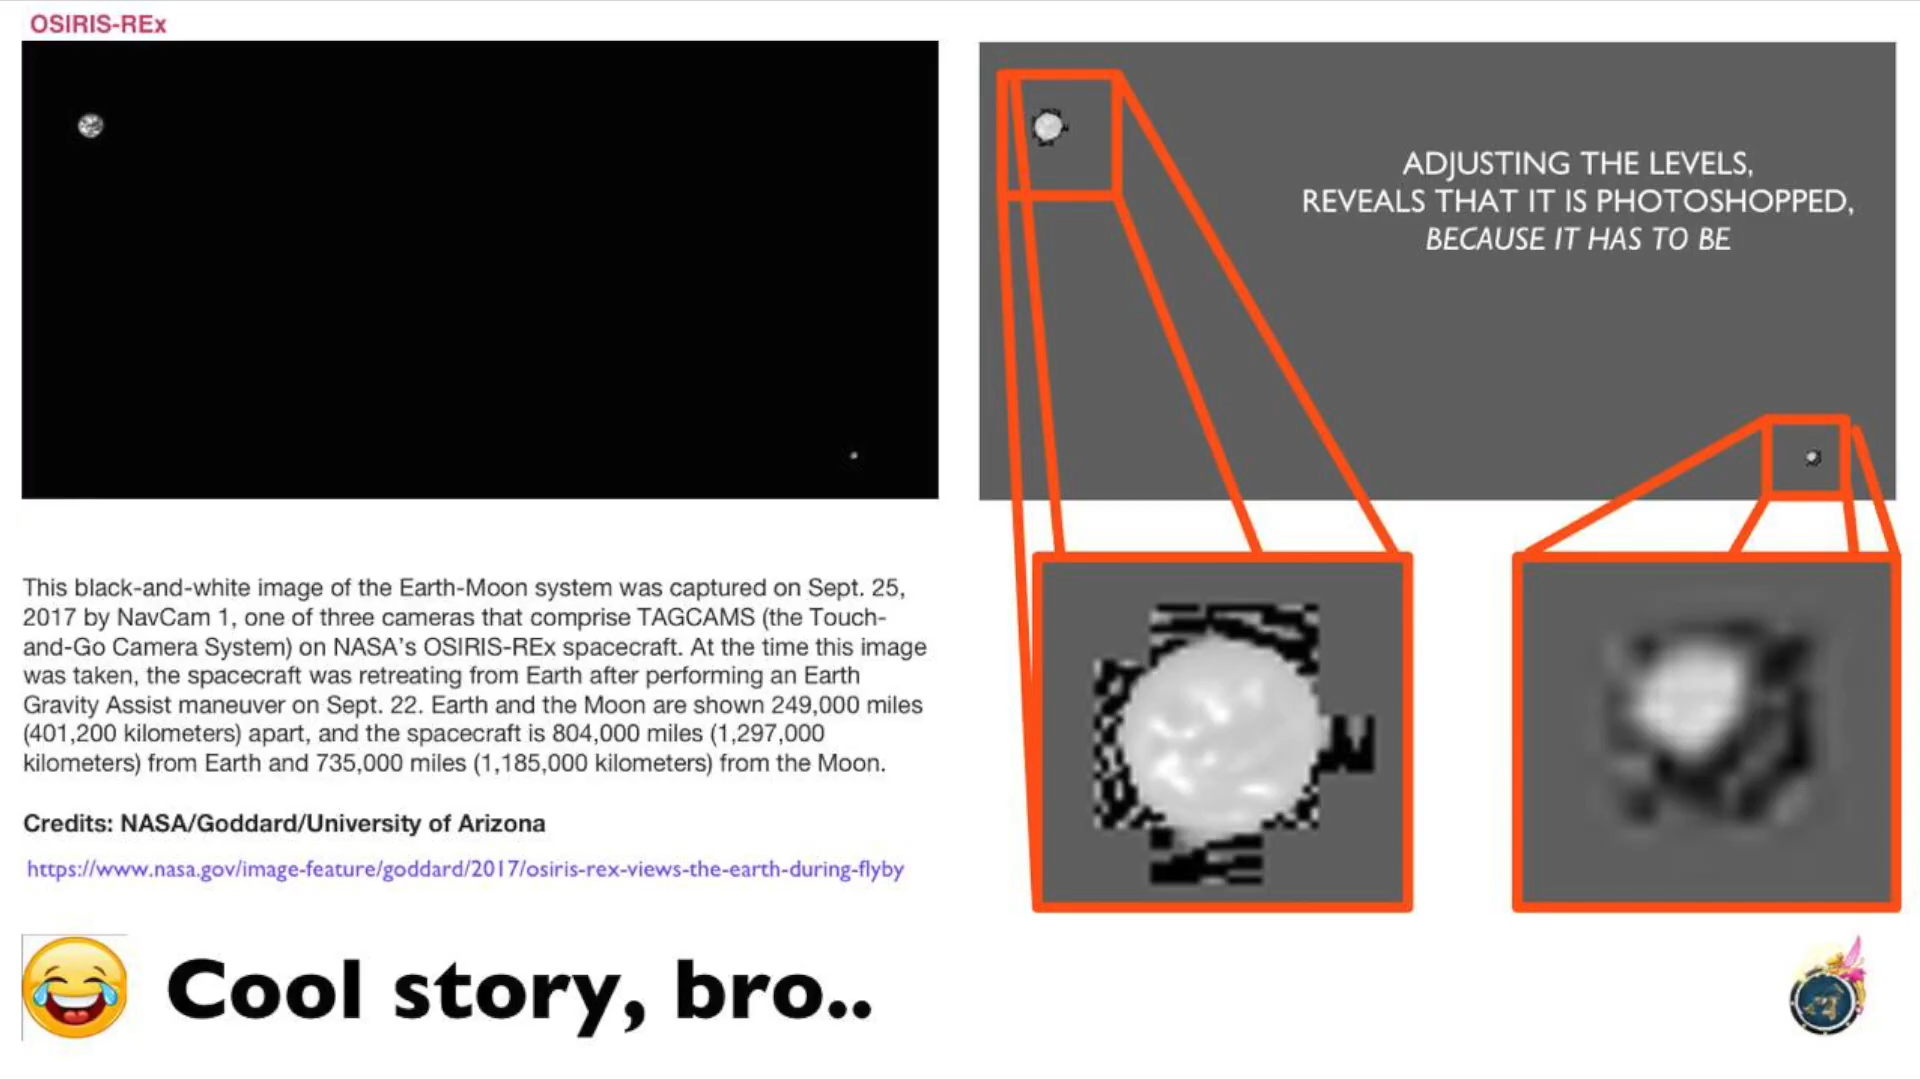 OSIRIS-REx
ADJUSTING THE LEVELS,
REVEALS THAT IT IS PHOTOSHOPPED,
BECAUSE IT HAS TO BE
This black-and-white image of the Earth-Moon system was captured on Sept. 25,
2017 by NavCam 1, one of three cameras that comprise TAGCAMS (the Touch-
and-Go Camera System) on NASA's OSIRIS-REx spacecraft. At the time this image
was taken, the spacecraft was retreating from Earth after performing an Earth
Gravity Assist maneuver on Sept. 22. Earth and the Moon are shown 249,000 miles
(401,200 kilometers) apart, and the spacecraft is 804,000 miles (1,297,000
kilometers) from Earth and 735,000 miles (1,185,000 kilometers) from the Moon.
Credits: NASA/Goddard/University of Arizona
https://www.nasa.gov/image-feature/goddard/2017/osiris-rex-views-the-earth-during-flyby
Cool story, bro..